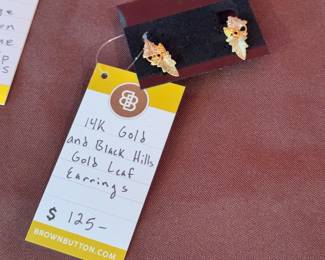 14K Gold
and Black Hills
Gold Leaf
Earrings
$ 125-
BROWNBUTTON.COM